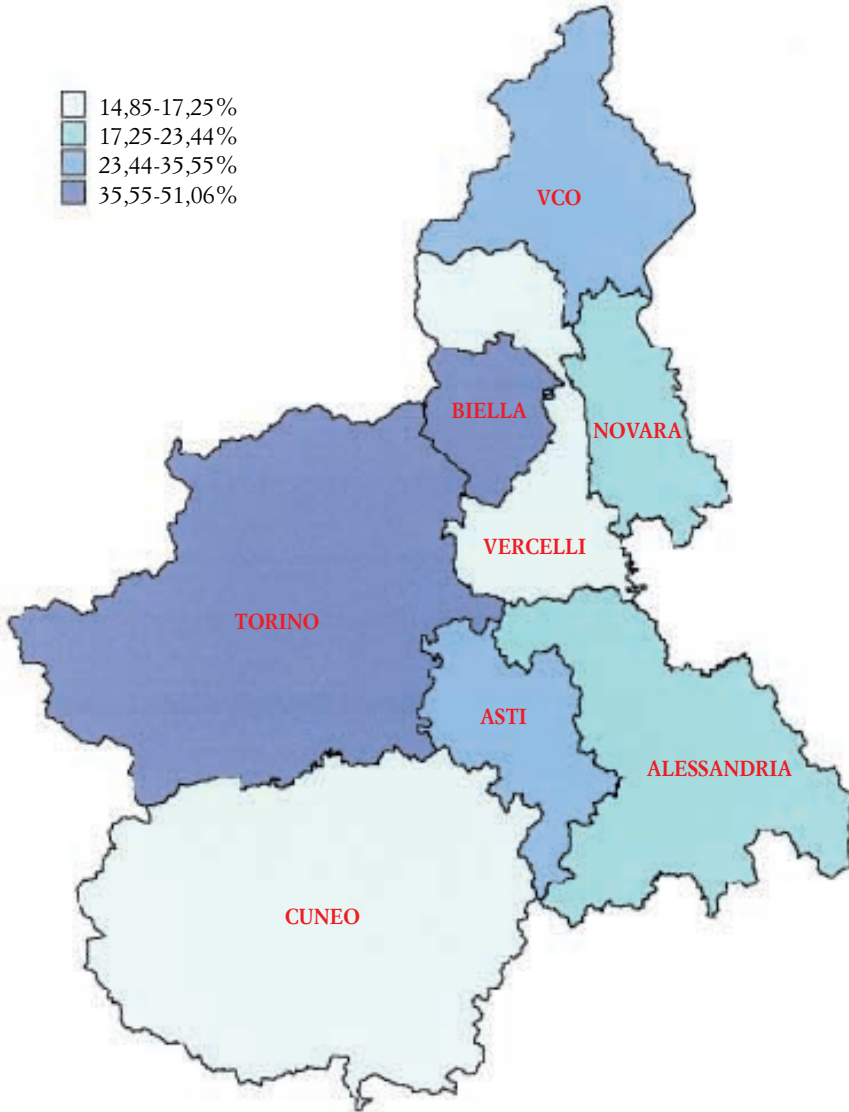 14,85-17,25%
17,25-23,44%
23,44-35,55%
35,55-51,06%
VCO
BIELLA
NOVARA
VERCELLI
TORINO
ASTI
ALESSANDRIA
CUNEO